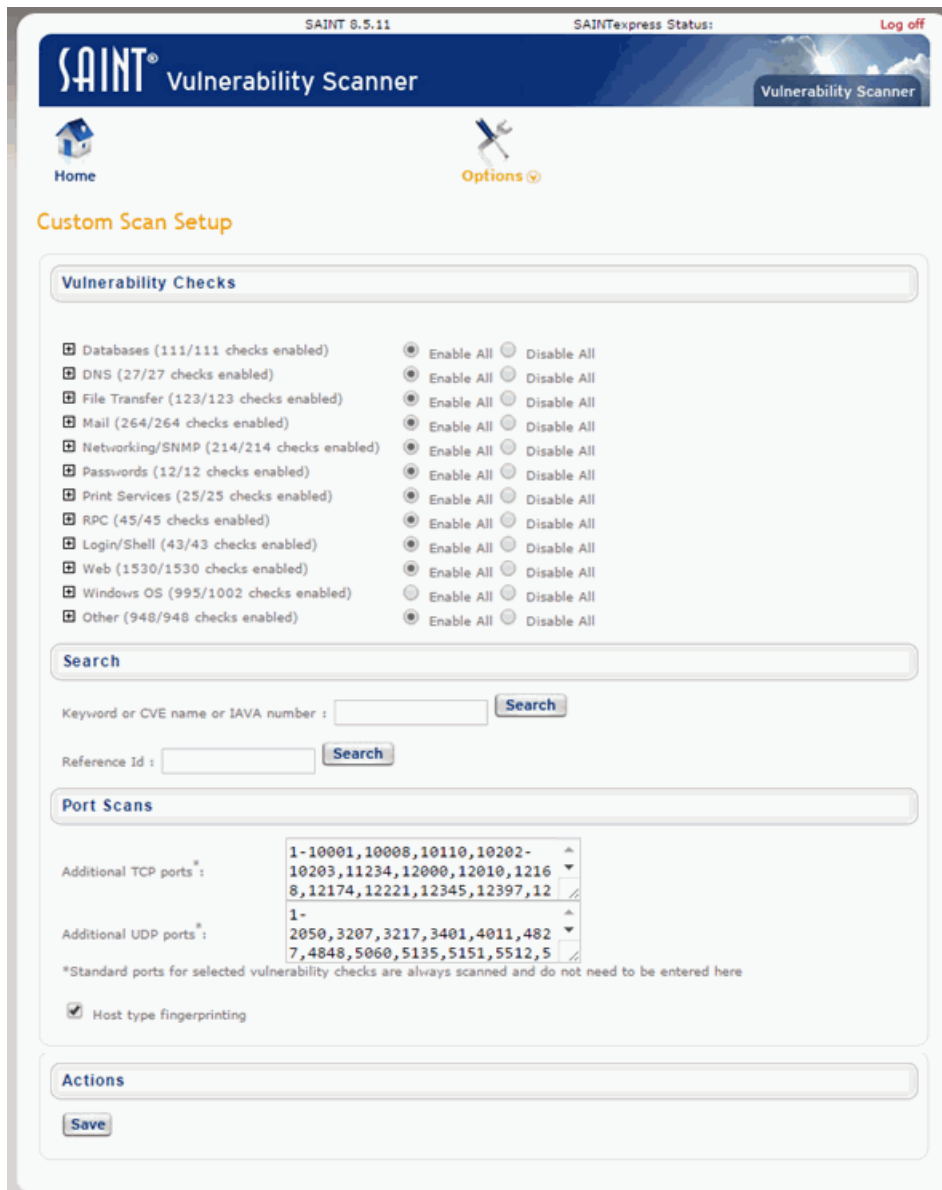 SAINT 8.5.11 SAINTexpress Status: Log off
SAINT® Vulnerability Scanner
Vulnerability Scanner
Home Options
Custom Scan Setup
Vulnerability Checks
Databases (111/111 checks enabled) Enable All Disable All
DNS (27/27 checks enabled) Enable All Disable All
File Transfer (123/123 checks enabled) Enable All Disable All
Mail (264/264 checks enabled) Enable All Disable All
Networking/SNMP (214/214 checks enabled) Enable All Disable All
Passwords (12/12 checks enabled) Enable All Disable All
Print Services (25/25 checks enabled) Enable All Disable All
RPC (45/45 checks enabled) Enable All Disable All
Login/Shell (43/43 checks enabled) Enable All Disable All
Web (1530/1530 checks enabled) Enable All Disable All
Windows OS (995/1002 checks enabled) Enable All Disable All
Other (948/948 checks enabled) Enable All Disable All
Search
Keyword or CVE name or IAVA number : Search
Reference Id : Search
Port Scans
Additional TCP ports*:
1-10001,10008,10110,10202-
10203,11234,12000,12010,1216
8,12174,12221,12345,12397,12
Additional UDP ports*:
1-
2050,3207,3217,3401,4011,482
7,4848,5060,5135,5151,5512,5
*Standard ports for selected vulnerability checks are always scanned and do not need to be entered here
Host type fingerprinting
Actions
Save